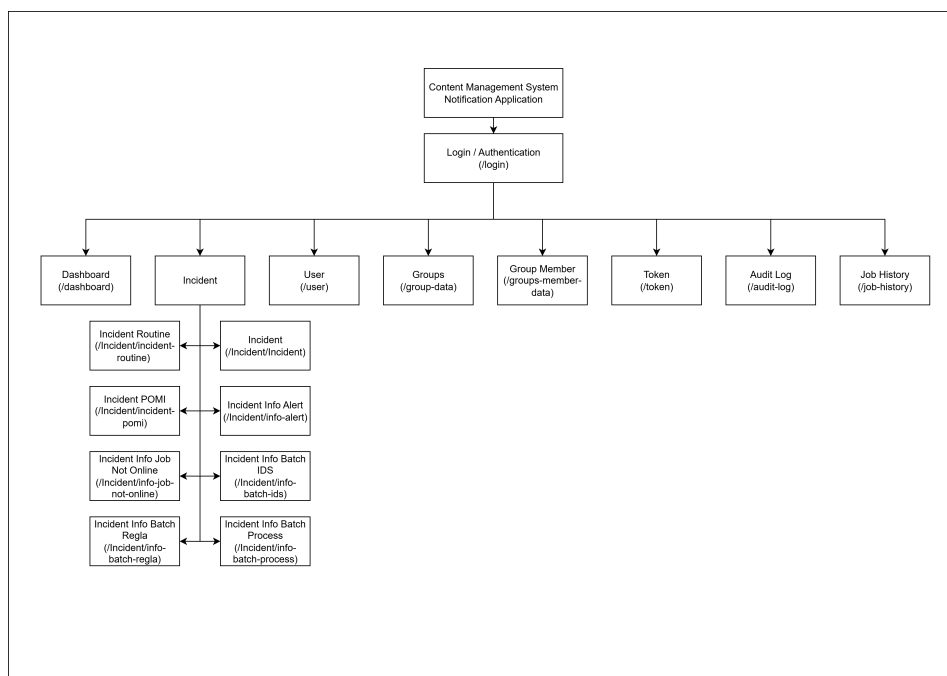 Content Management System
Notification Application
Login / Authentication
(/login)
Dashboard
(/dashboard)
Incident
User
(/user)
Groups
(/group-data)
Group Member
(/groups-member-
data)
Token
(/token)
Audit Log
(/audit-log)
Job History
(/job-history)
Incident Routine
(/Incident/incident-
routine)
Incident
(/Incident/Incident)
Incident POMI
(/Incident/incident-
pomi)
Incident Info Alert
(/Incident/info-alert)
Incident Info Job
Not Online
(/Incident/info-job-
not-online)
Incident Info Batch
IDS
(/Incident/info-
batch-ids)
Incident Info Batch
Regla
(/Incident/info-
batch-regla)
Incident Info Batch
Process
(/Incident/info-
batch-process)